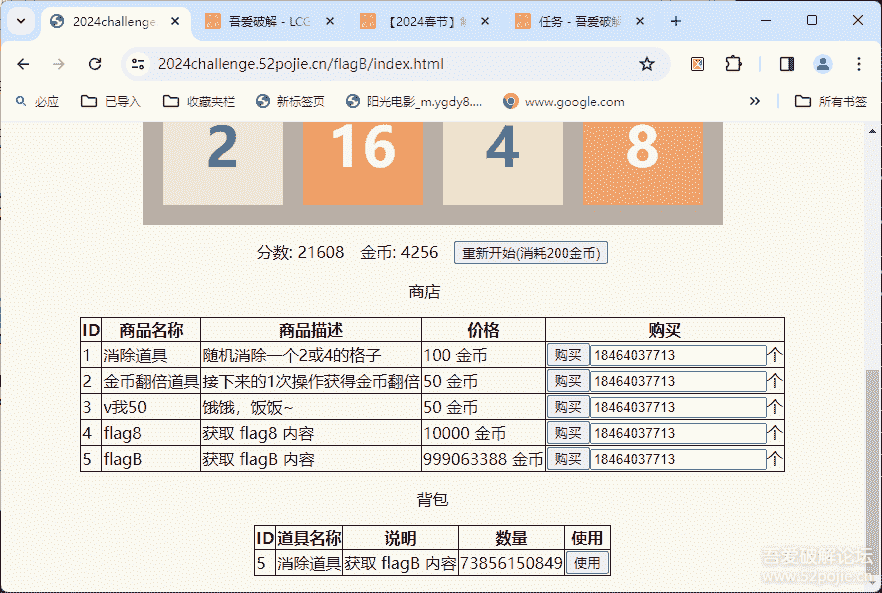 2024challenge
吾爱破解 - LCG
【2024春节】
任务 - 吾爱破解
2024challenge.52pojie.cn/flagB/index.html
必应
已导入
收藏夹栏
新标签页
阳光电影_m.ygdy8....
www.google.com
所有书签
2 16 4 8
分数: 21608 金币: 4256 重新开始(消耗200金币)
商店
ID 商品名称 商品描述 价格 购买
1 消除道具 随机消除一个2或4的格子 100 金币 购买 18464037713 个
2 金币翻倍道具 接下来的1次操作获得金币翻倍 50 金币 购买 18464037713 个
3 v我50 饿饿，饭饭~ 50 金币 购买 18464037713 个
4 flag8 获取 flag8 内容 10000 金币 购买 18464037713 个
5 flagB 获取 flagB 内容 999063388 金币 购买 18464037713 个
背包
ID 道具名称 说明 数量 使用
5 消除道具 获取 flagB 内容 73856150849 使用
吾爱破解论坛
www.52pojie.cn